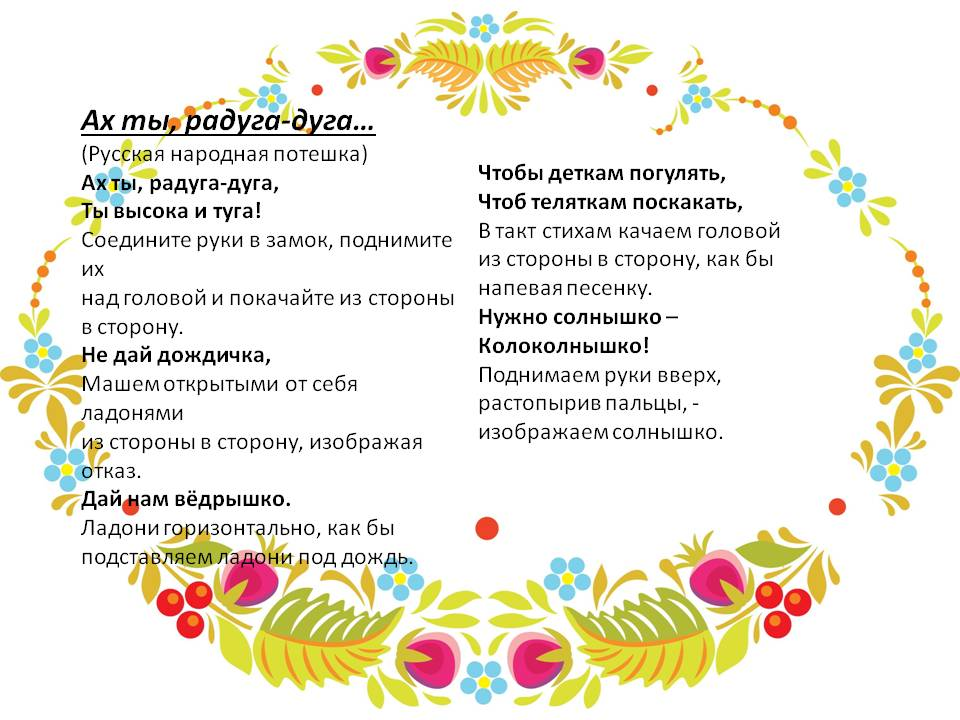 Ах ты, радуга-дуга…
(Русская народная потешка)
Ах ты, радуга-дуга,
Ты высока и туга!
Соедините руки в замок, поднимите
их
над головой и покачайте из стороны
в сторону.
Не дай дождичка,
Машем открытыми от себя
ладонями
из стороны в сторону, изображая
отказ.
Дай нам вёдрышко.
Ладони горизонтально, как бы
подставляем ладони под дождь.
Чтобы деткам погулять,
Чтоб теляткам поскакать,
В такт стихам качаем головой
из стороны в сторону, как бы
напевая песенку.
Нужно солнышко –
Колоколнышко!
Поднимаем руки вверх,
растопырив пальцы, -
изображаем солнышко.